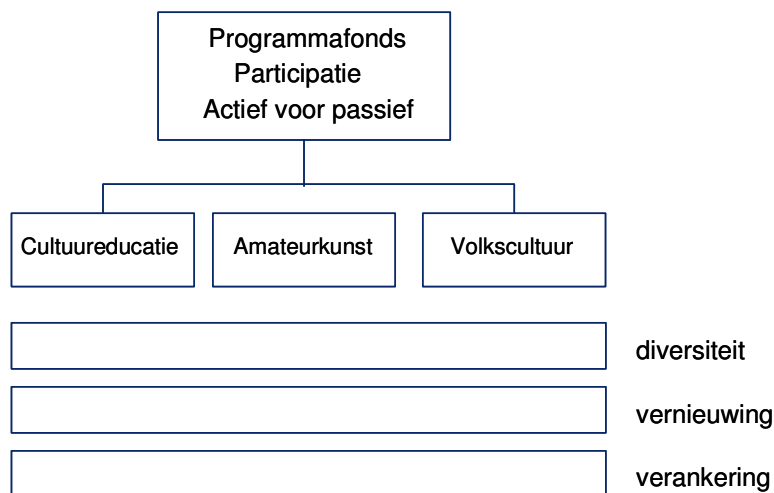 Programmafonds
Participatie
Actief voor passief
Cultuureducatie
Amateurkunst
Volkscultuur
diversiteit
vernieuwing
verankering